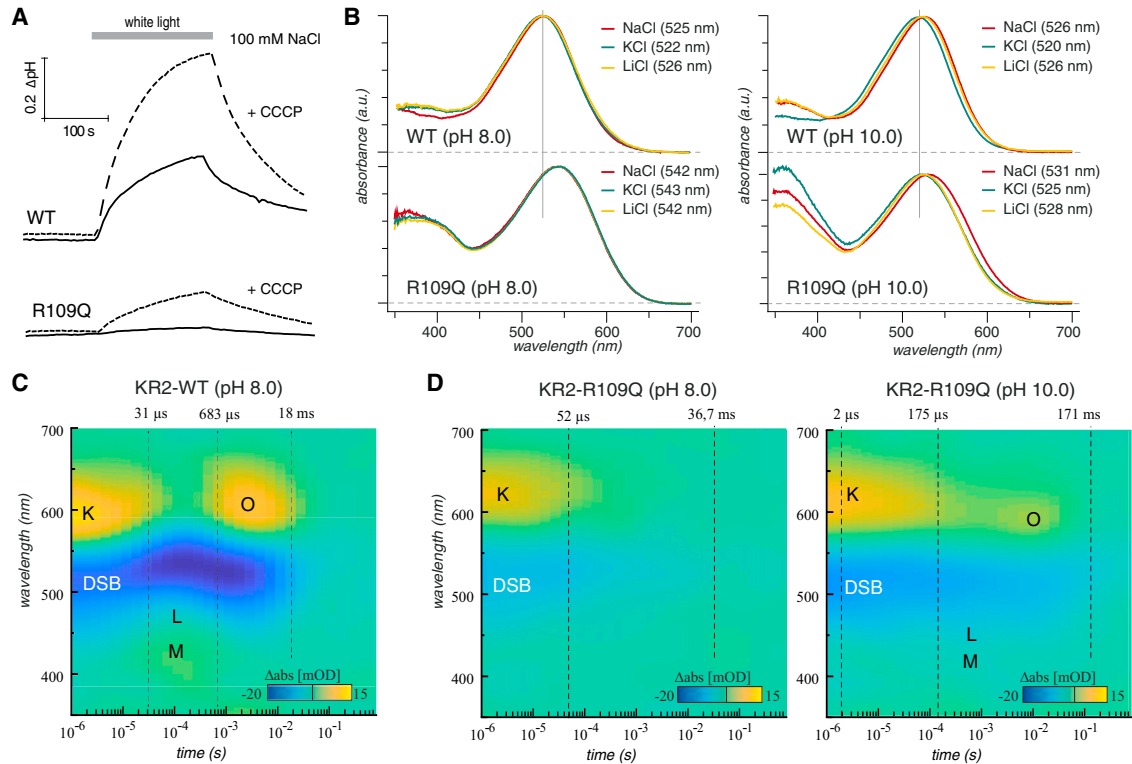 A
white light
100 mM NaCl
0.2 ΔpH
100 s
+ CCCP
WT
+ CCCP
R109Q
B
NaCl (525 nm)
KCl (522 nm)
LiCl (526 nm)
WT (pH 8.0)
NaCl (542 nm)
KCl (543 nm)
LiCl (542 nm)
R109Q (pH 8.0)
absorbance (a.u.)
400 500 600 700
wavelength (nm)
NaCl (526 nm)
KCl (520 nm)
LiCl (526 nm)
WT (pH 10.0)
NaCl (531 nm)
KCl (525 nm)
LiCl (528 nm)
R109Q (pH 10.0)
absorbance (a.u.)
400 500 600 700
wavelength (nm)
C
KR2-WT (pH 8.0)
31 µs 683 µs 18 ms
700
600
500
400
wavelength (nm)
K
O
DSB
L
M
Δabs [mOD]
-20 15
10-6 10-5 10-4 10-3 10-2 10-1
time (s)
D
KR2-R109Q (pH 8.0)
52 µs 36,7 ms
700
600
500
400
wavelength (nm)
K
DSB
Δabs [mOD]
-20 15
10-6 10-5 10-4 10-3 10-2 10-1
time (s)
KR2-R109Q (pH 10.0)
2 µs 175 µs 171 ms
700
600
500
400
K
O
DSB
L
M
Δabs [mOD]
-20 15
10-6 10-5 10-4 10-3 10-2 10-1
time (s)